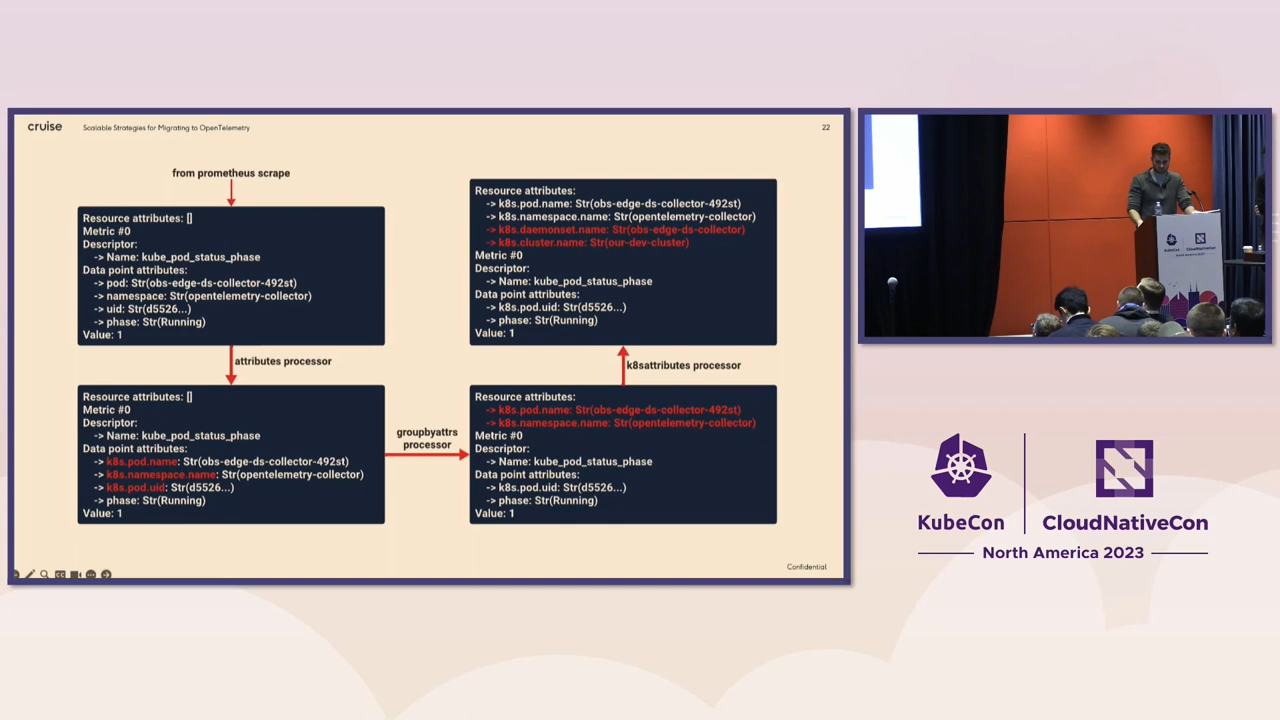 cruise
Scalable Strategies for Migrating to OpenTelemetry
22
from prometheus scrape
Resource attributes: []
Metric #0
Descriptor:
-> Name: kube_pod_status_phase
Data point attributes:
-> pod: Str(obs-edge-ds-collector-492st)
-> namespace: Str(opentelemetry-collector)
-> uid: Str(d5526...)
-> phase: Str(Running)
Value: 1
attributes processor
Resource attributes: []
Metric #0
Descriptor:
-> Name: kube_pod_status_phase
Data point attributes:
-> k8s.pod.name: Str(obs-edge-ds-collector-492st)
-> k8s.namespace.name: Str(opentelemetry-collector)
-> k8s.pod.uid: Str(d5526...)
-> phase: Str(Running)
Value: 1
groupbyattrs
processor
Resource attributes:
-> k8s.pod.name: Str(obs-edge-ds-collector-492st)
-> k8s.namespace.name: Str(opentelemetry-collector)
Metric #0
Descriptor:
-> Name: kube_pod_status_phase
Data point attributes:
-> k8s.pod.uid: Str(d5526...)
-> phase: Str(Running)
Value: 1
k8sattributes processor
Resource attributes:
-> k8s.pod.name: Str(obs-edge-ds-collector-492st)
-> k8s.namespace.name: Str(opentelemetry-collector)
-> k8s.daemonset.name: Str(obs-edge-ds-collector)
-> k8s.cluster.name: Str(our-dev-cluster)
Metric #0
Descriptor:
-> Name: kube_pod_status_phase
Data point attributes:
-> k8s.pod.uid: Str(d5526...)
-> phase: Str(Running)
Value: 1
Confidential
KubeCon
CloudNativeCon
North America 2023
KubeCon
CloudNativeCon
North America 2023